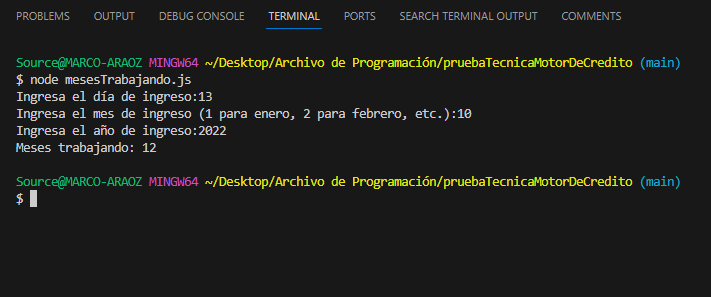 PROBLEMS OUTPUT DEBUG CONSOLE TERMINAL PORTS SEARCH TERMINAL OUTPUT COMMENTS
Source@MARCO-ARAOZ MINGW64 ~/Desktop/Archivo de Programación/pruebaTecnicaMotorDeCredito (main)
$ node mesesTrabajando.js
Ingresa el día de ingreso:13
Ingresa el mes de ingreso (1 para enero, 2 para febrero, etc.):10
Ingresa el año de ingreso:2022
Meses trabajando: 12
Source@MARCO-ARAOZ MINGW64 ~/Desktop/Archivo de Programación/pruebaTecnicaMotorDeCredito (main)
$